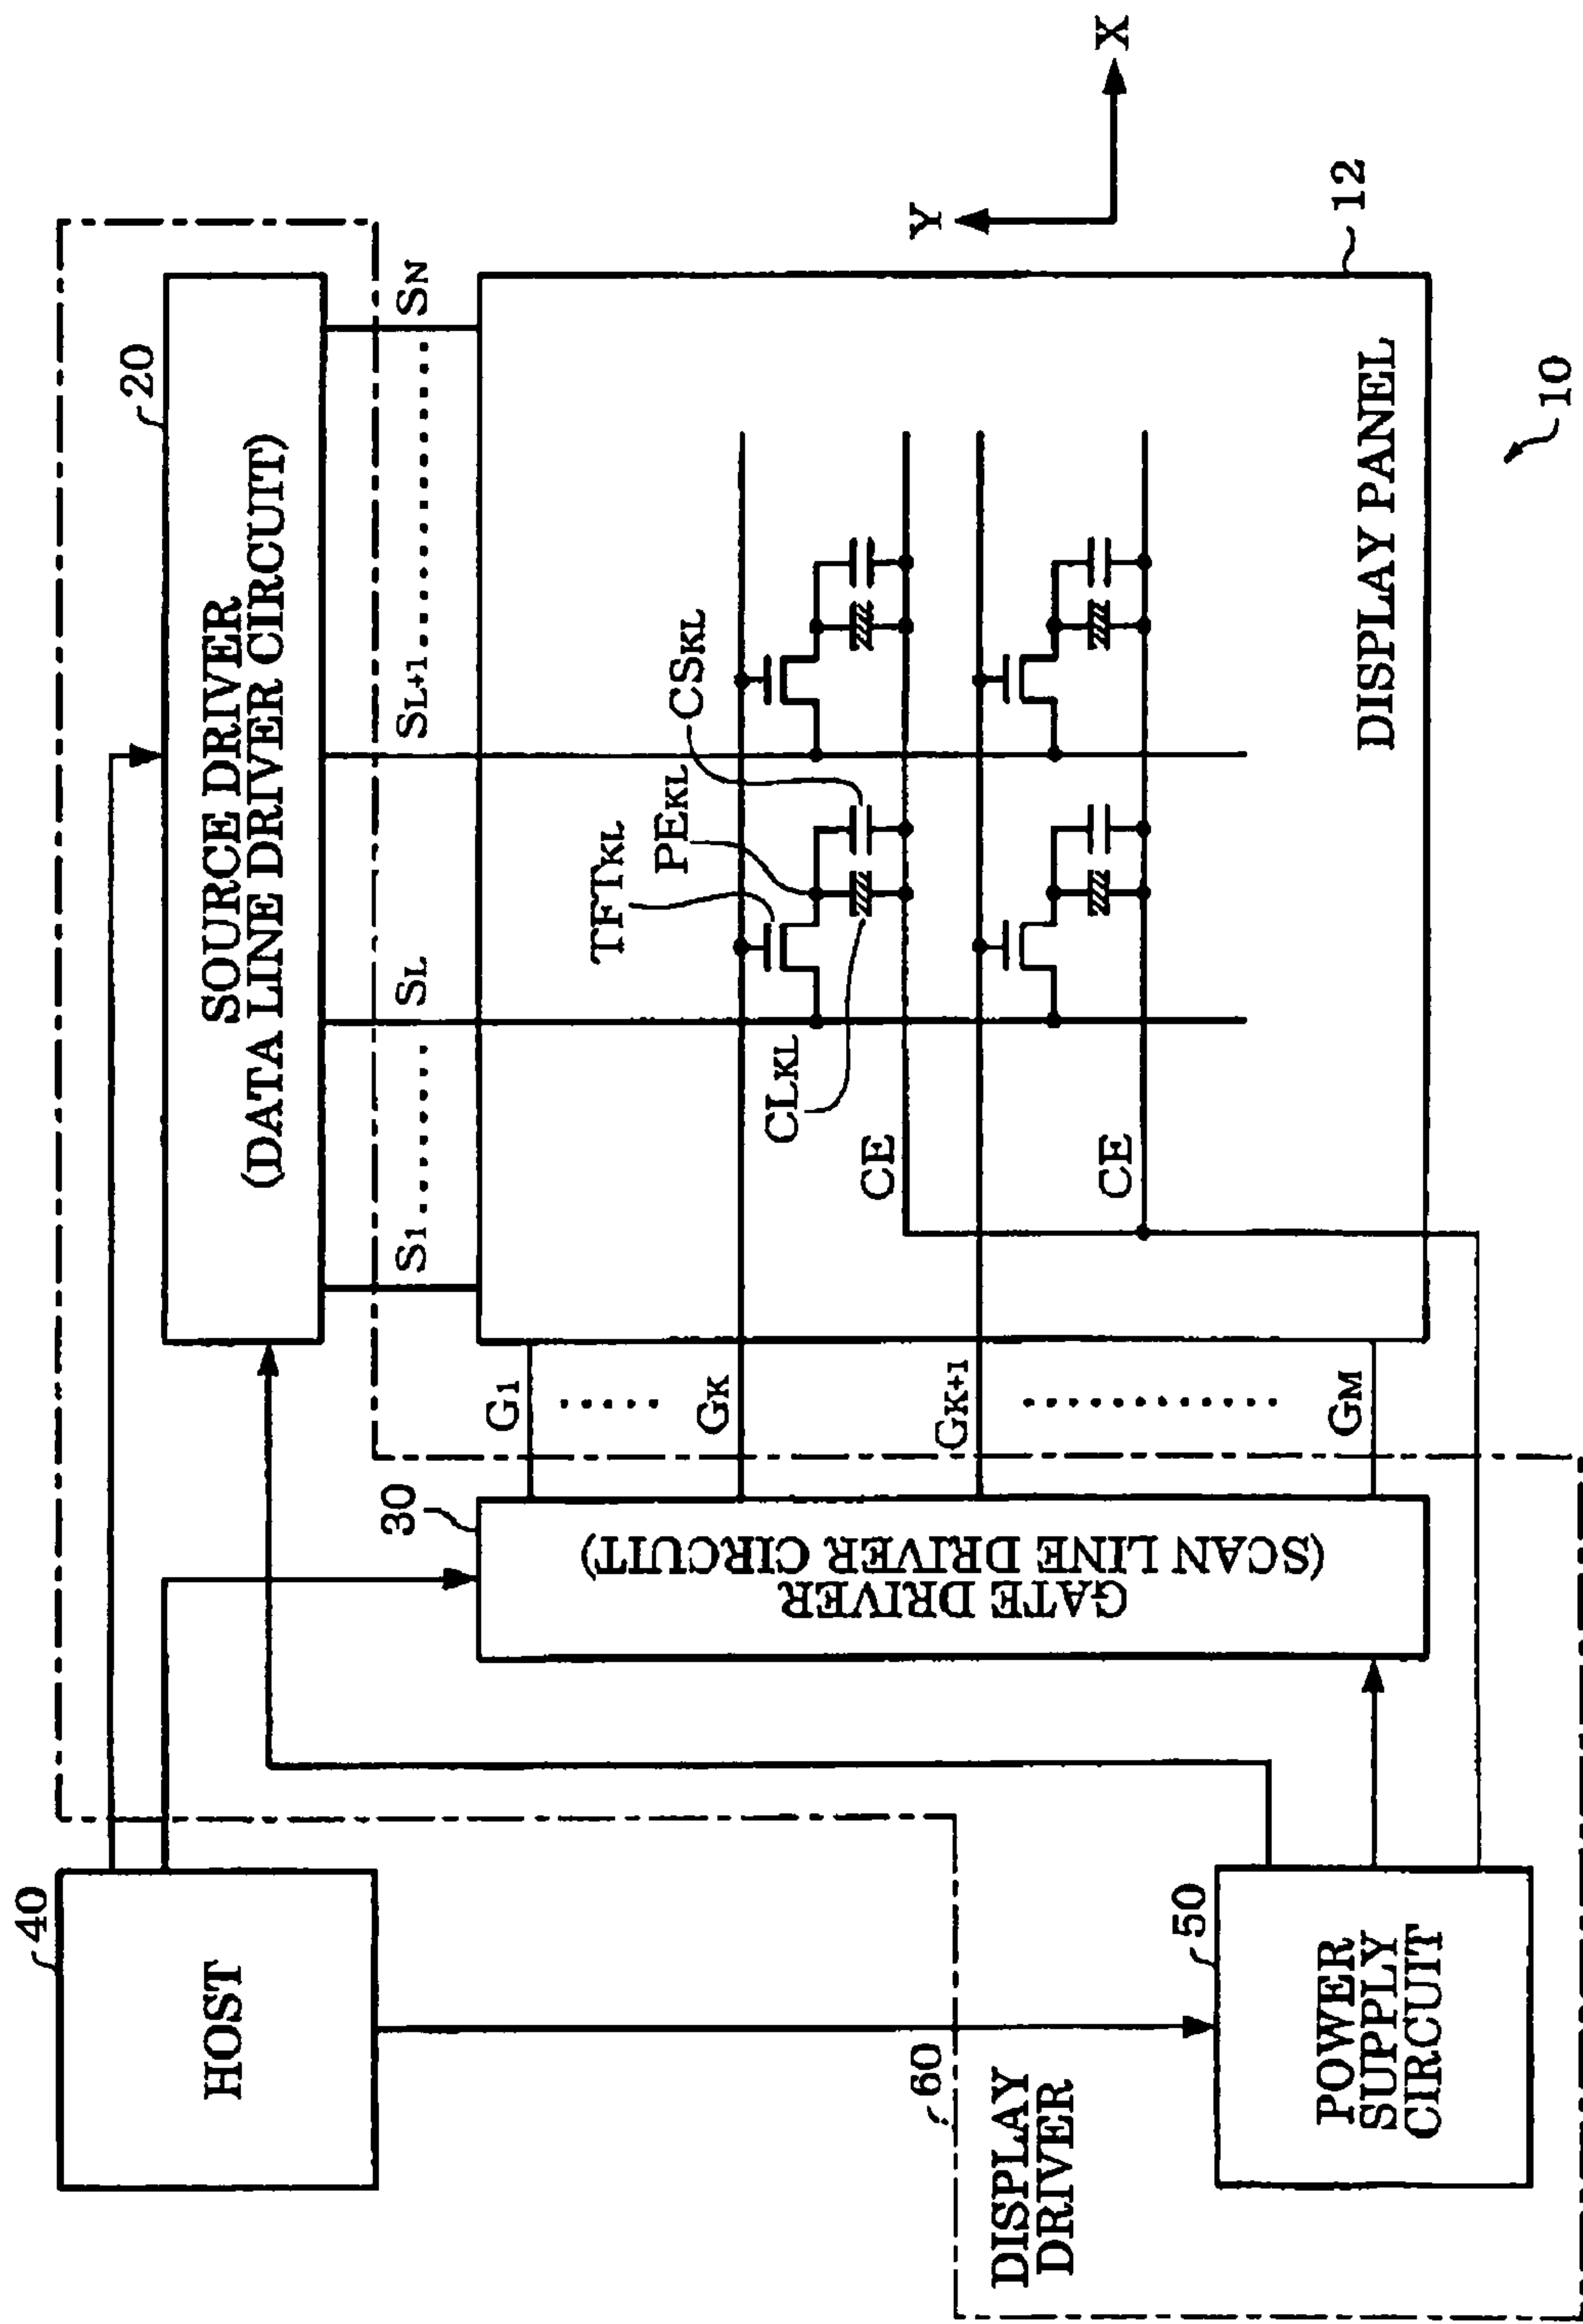 40
HOST
20
SOURCE DRIVER
(DATA LINE DRIVER CIRCUIT)
S1 ...... SL SL+1 ............ SN
30
GATE DRIVER
(SCAN LINE DRIVER CIRCUIT)
G1
.....
GK
GK+1
...........
GM
TFTKL
PEKL
CSKL
CLKL
CE
CE
DISPLAY PANEL
12
Y
X
10
60
DISPLAY
DRIVER
50
POWER
SUPPLY
CIRCUIT